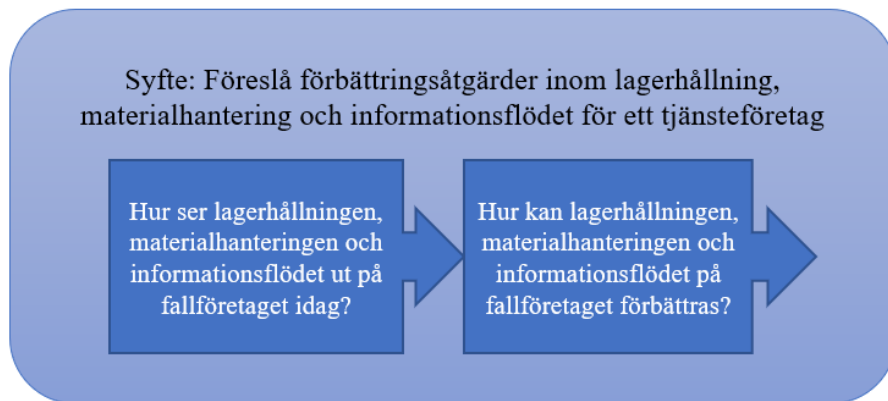 Syfte: Föreslå förbättringsåtgärder inom lagerhållning,
materialhantering och informationsflödet för ett tjänsteföretag
Hur ser lagerhållningen,
materialhanteringen och
informationsflödet ut på
fallföretaget idag?
Hur kan lagerhållningen,
materialhanteringen och
informationsflödet på
fallföretaget förbättras?